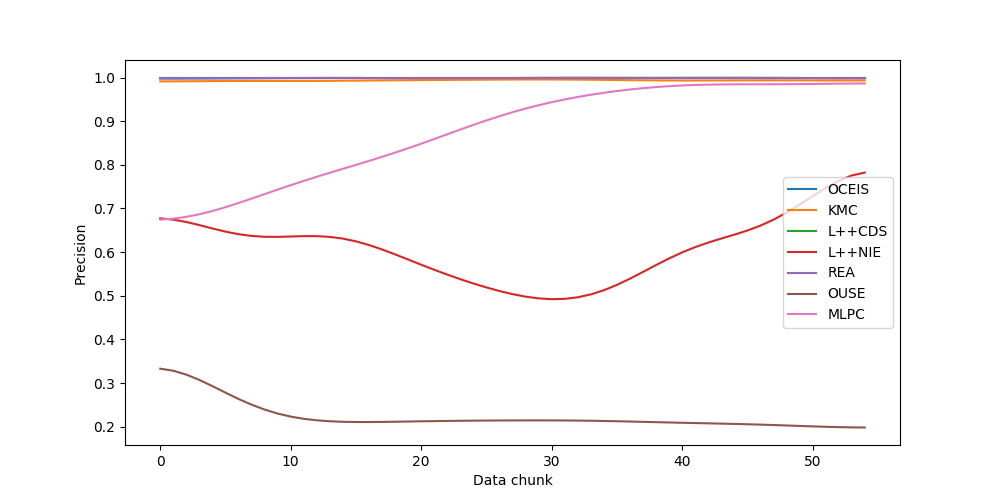 1.0
0.9
0.8
0.7
0.6
0.5
0.4
0.3
0.2
Precision
0
10
20
30
40
50
Data chunk
OCEIS
KMC
L++CDS
L++NIE
REA
OUSE
MLPC